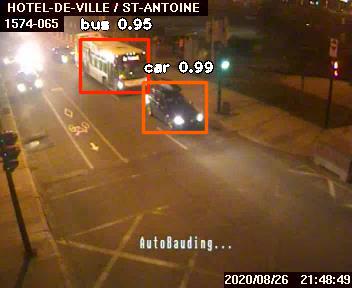 HOTEL-DE-VILLE / ST-ANTOINE
1574-065
bus 0.95
car 0.99
AutoBauding...
2020/08/26 21:48:49